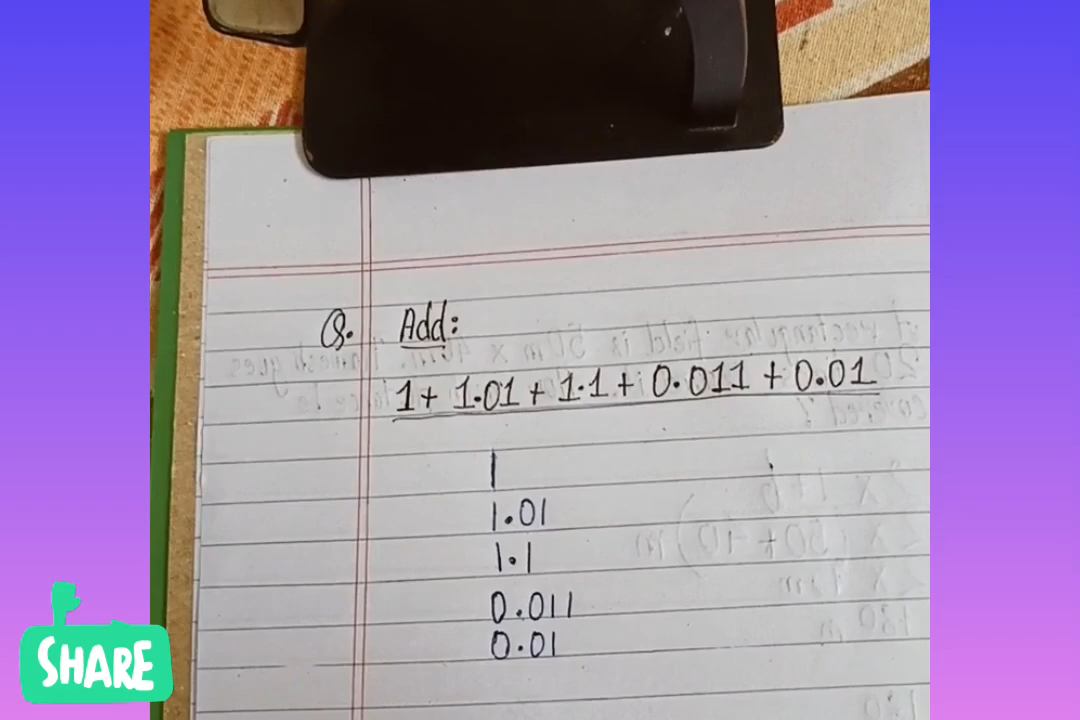 Q. Add:
1 + 1.01 + 1.1 + 0.011 + 0.01
1
1.01
1.1
0.011
0.01
SHARE